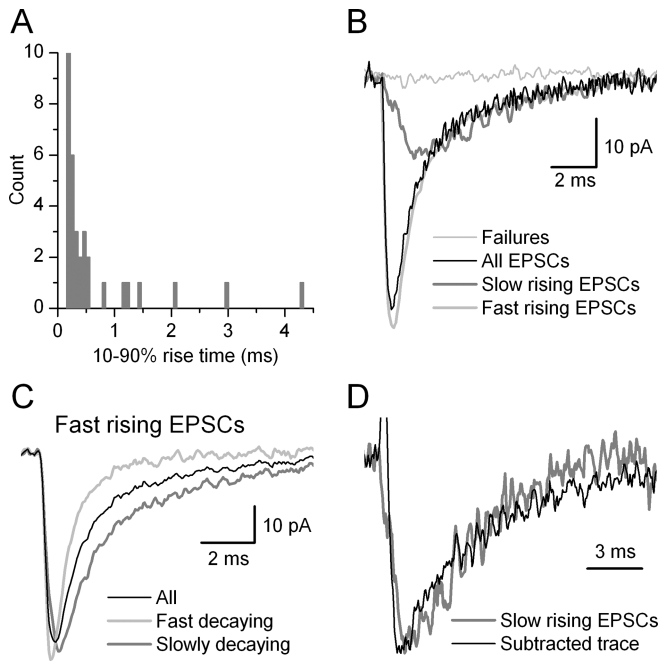 A
10
8
6
4
2
0
Count
0 1 2 3 4
10-90% rise time (ms)
B
10 pA
2 ms
Failures
All EPSCs
Slow rising EPSCs
Fast rising EPSCs
C
Fast rising EPSCs
10 pA
2 ms
All
Fast decaying
Slowly decaying
D
3 ms
Slow rising EPSCs
Subtracted trace